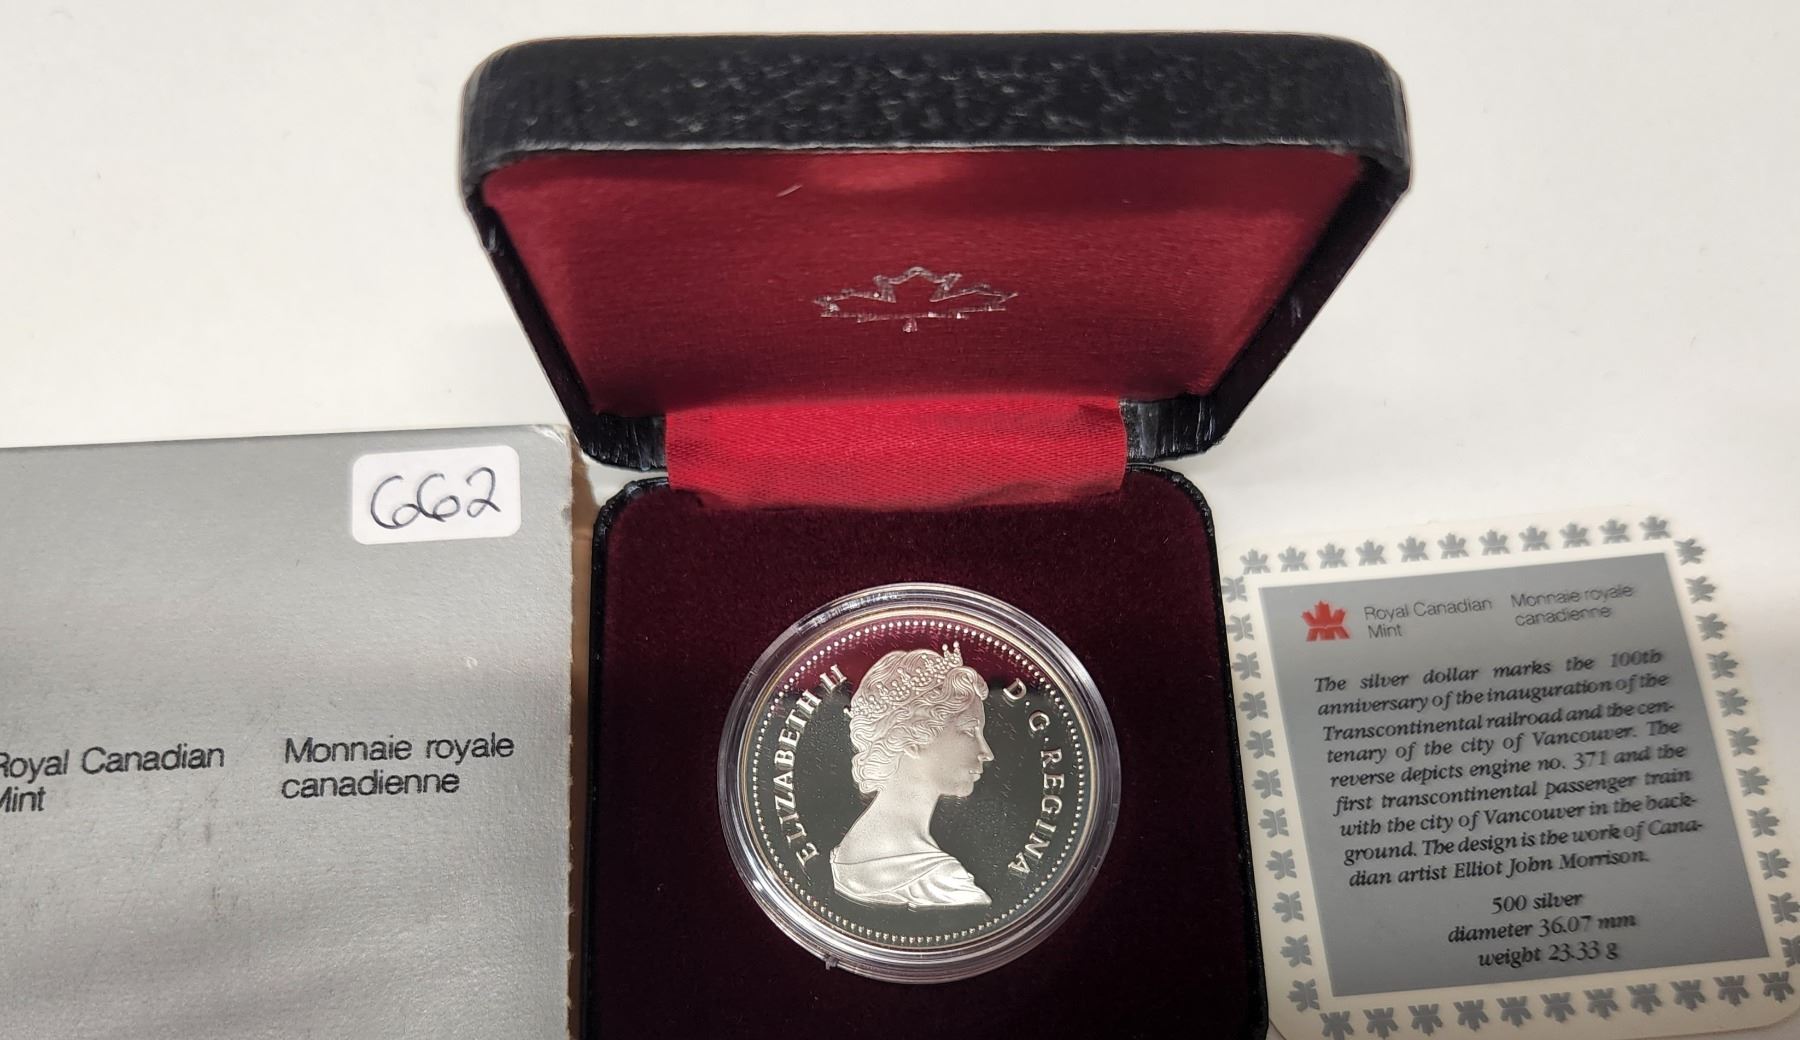 662
Royal Canadian Mint
Monnaie royale canadienne
ELIZABETH II D·G·REGINA
Royal Canadian Mint
Monnaie royale canadienne
The silver dollar marks the 100th
anniversary of the inauguration of the
Transcontinental railroad and the cen-
tenary of the city of Vancouver. The
reverse depicts engine no. 371 and the
first transcontinental passenger train
with the city of Vancouver in the back-
ground. The design is the work of Cana-
dian artist Elliot John Morrison.
500 silver
diameter 36.07 mm
weight 23.33 g